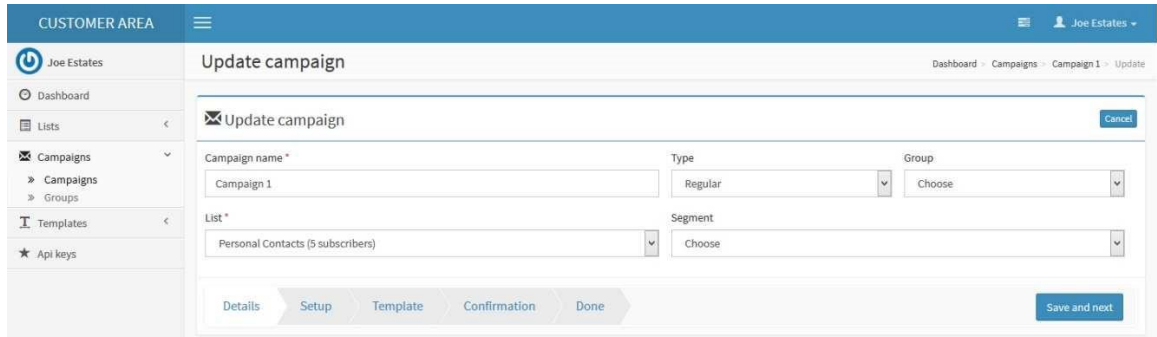 CUSTOMER AREA
Joe Estates
Joe Estates
Update campaign
Dashboard > Campaigns > Campaign 1 > Update
Dashboard
Lists
Campaigns
» Campaigns
» Groups
Templates
Api keys
Update campaign
Cancel
Campaign name *
Type
Group
Campaign 1
Regular
Choose
List *
Segment
Personal Contacts (5 subscribers)
Choose
Details
Setup
Template
Confirmation
Done
Save and next